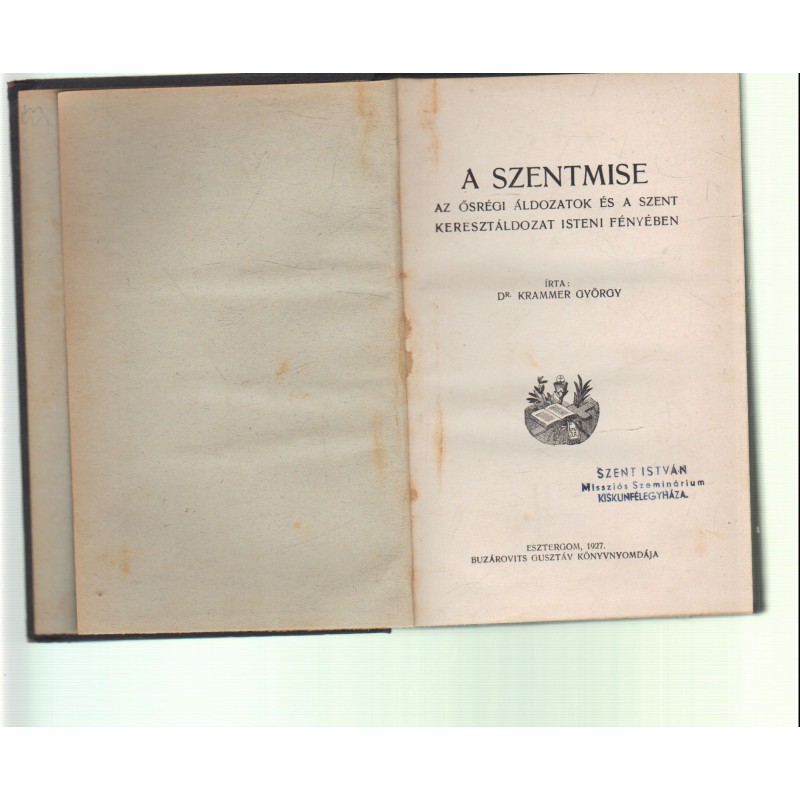 A SZENTMISE
AZ ŐSRÉGI ÁLDOZATOK ÉS A SZENT
KERESZTÁLDOZAT ISTENI FÉNYÉBEN
ÍRTA:
DR. KRAMMER GYÖRGY
SZENT ISTVÁN
Missziós Szeminárium
KISKUNFÉLEGYHÁZA.
ESZTERGOM, 1927.
BUZÁROVITS GUSZTÁV KÖNYVNYOMDÁJA